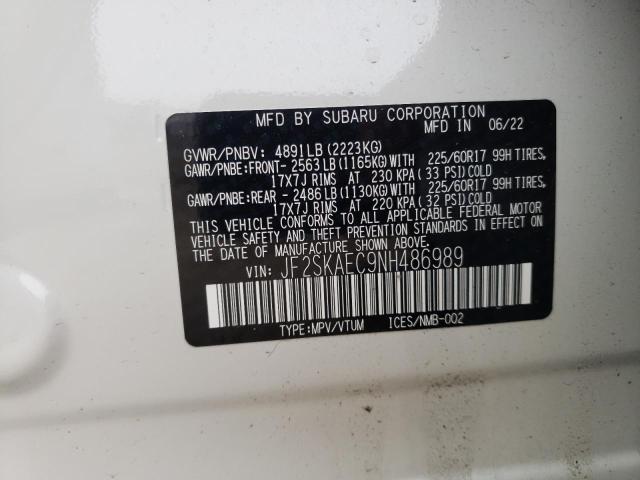 MFD BY SUBARU CORPORATION
MFD IN 06/22
GVWR/PNBV: 4891LB(2223KG)
GAWR/PNBE:FRONT-2563LB(1165KG)WITH 225/60R17 99H TIRES,
17X7J RIMS AT 230 KPA(33 PSI)COLD
GAWR/PNBE:REAR -2486LB(1130KG)WITH 225/60R17 99H TIRES,
17X7J RIMS AT 220 KPA(32 PSI)COLD
THIS VEHICLE CONFORMS TO ALL APPLICABLE FEDERAL MOTOR
VEHICLE SAFETY AND THEFT PREVENTION STANDARDS IN EFFECT ON
THE DATE OF MANUFACTURE SHOWN ABOVE.
VIN: JF2SKAEC9NH486989
TYPE:MPV/VTUM ICES/NMB-002